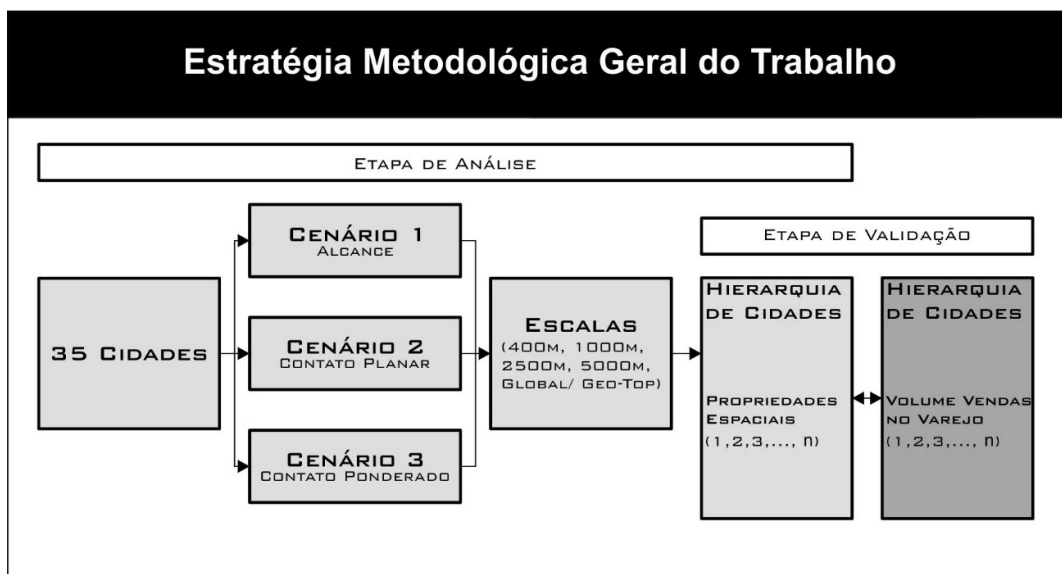 Estratégia Metodológica Geral do Trabalho
ETAPA DE ANÁLISE
ETAPA DE VALIDAÇÃO
35 CIDADES
CENÁRIO 1
ALCANCE
CENÁRIO 2
CONTATO PLANAR
CENÁRIO 3
CONTATO PONDERADO
ESCALAS
(400M, 1000M,
2500M, 5000M,
GLOBAL/ GEO-TOP)
HIERARQUIA
DE CIDADES
PROPRIEDADES
ESPACIAIS
(1,2,3,..., n)
HIERARQUIA
DE CIDADES
VOLUME VENDAS
NO VAREJO
(1,2,3,..., n)